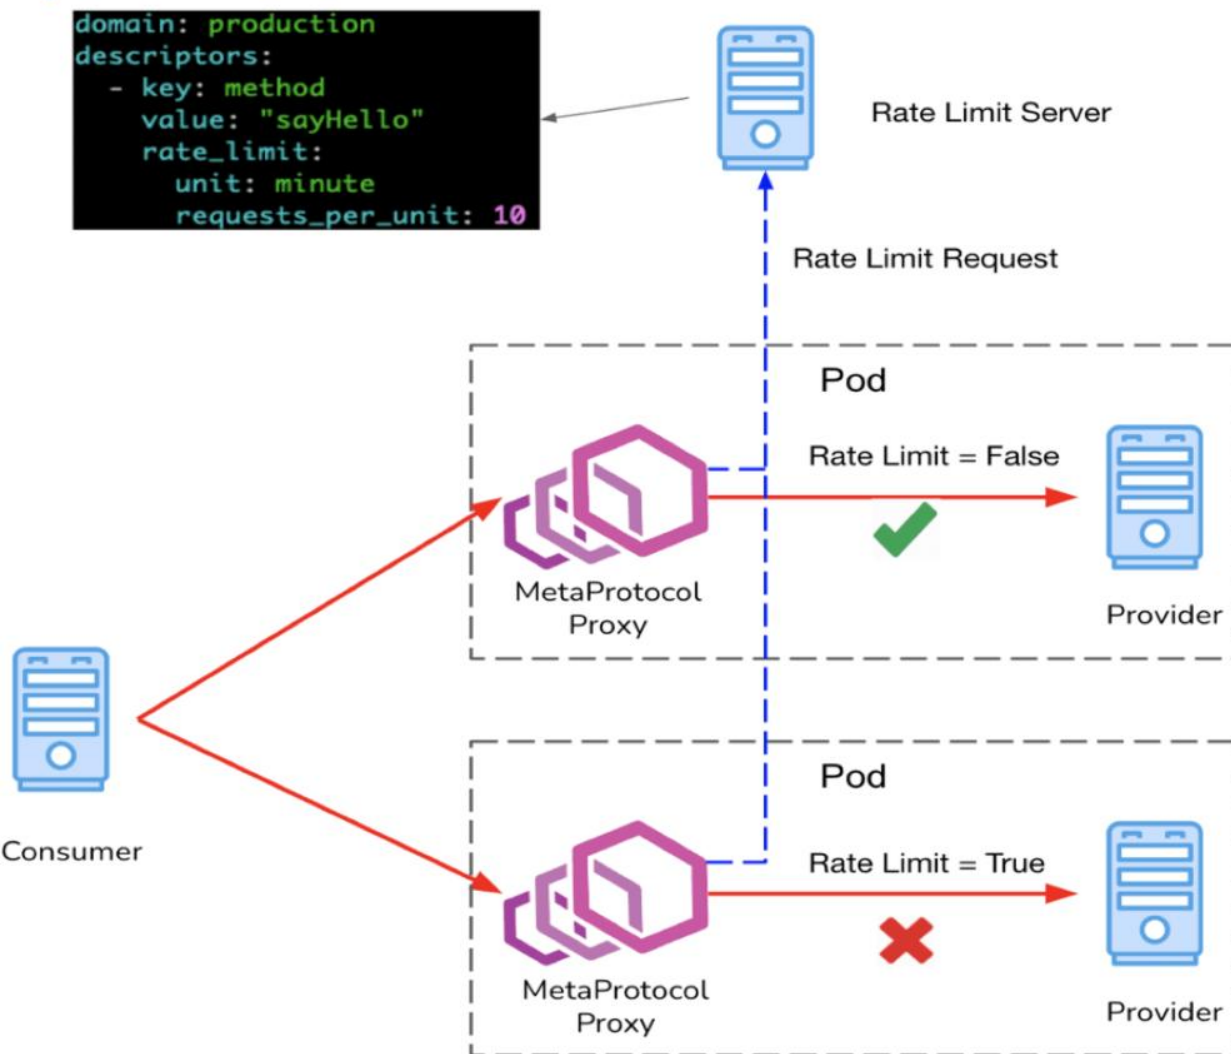 domain: production
descriptors:
  - key: method
    value: "sayHello"
    rate_limit:
      unit: minute
      requests_per_unit: 10
Rate Limit Server
Rate Limit Request
Pod
Rate Limit = False
MetaProtocol
Proxy
Provider
Consumer
Pod
Rate Limit = True
MetaProtocol
Proxy
Provider